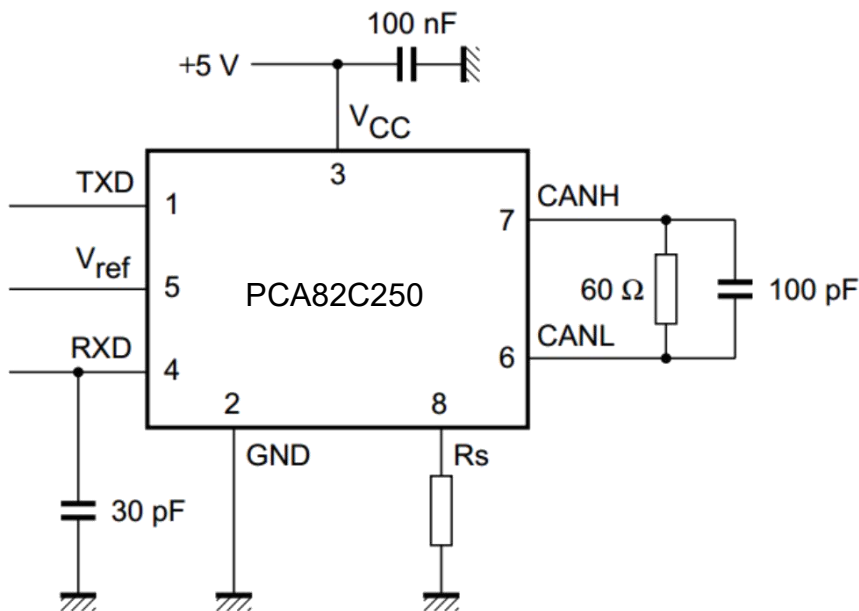 100 nF
+5 V
VCC
3
TXD
1
CANH
7
Vref
5
PCA82C250
60 Ω
100 pF
RXD
4
CANL
6
2
8
GND
Rs
30 pF